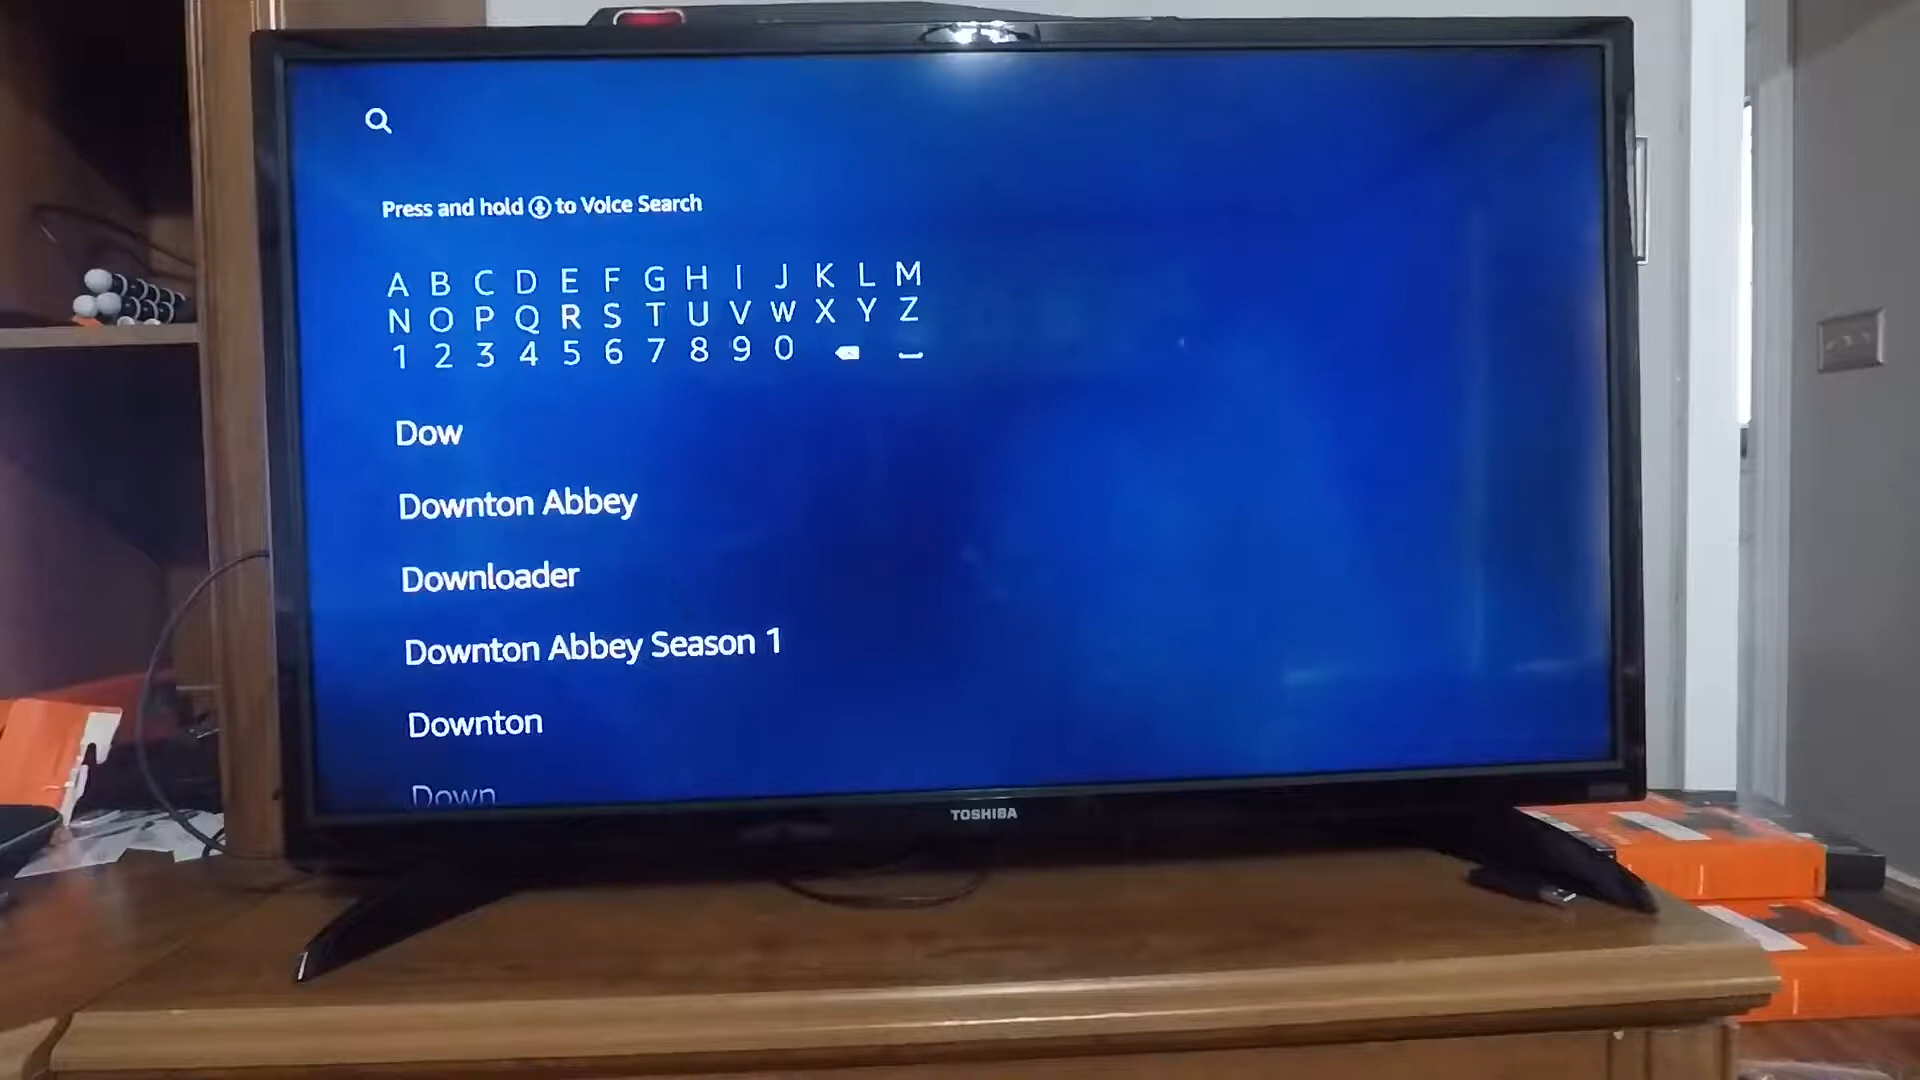 Press and hold to Voice Search
A B C D E F G H I J K L M
N O P Q R S T U V W X Y Z
1 2 3 4 5 6 7 8 9 0
Dow
Downton Abbey
Downloader
Downton Abbey Season 1
Downton
Down
TOSHIBA